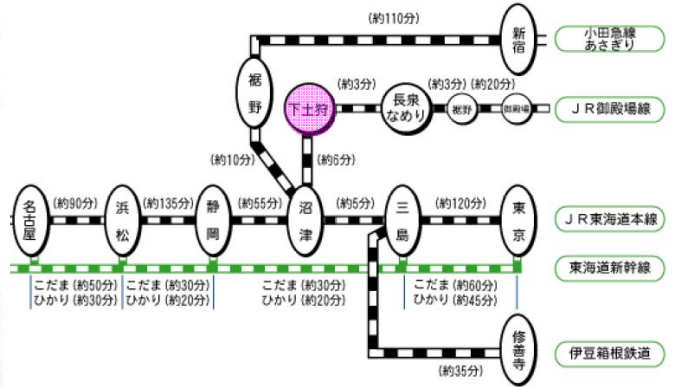 (約110分)
新宿
小田急線
あさぎり
裾野
下土狩
(約3分)
長泉
なめり
(約3分)
裾野
(約20分)
御殿場
JR御殿場線
(約10分)
(約6分)
名古屋
(約90分)
浜松
(約135分)
静岡
(約55分)
沼津
(約5分)
三島
(約120分)
東京
JR東海道本線
東海道新幹線
こだま(約50分)
ひかり(約30分)
こだま(約30分)
ひかり(約20分)
こだま(約30分)
ひかり(約20分)
こだま(約60分)
ひかり(約45分)
修善寺
(約35分)
伊豆箱根鉄道